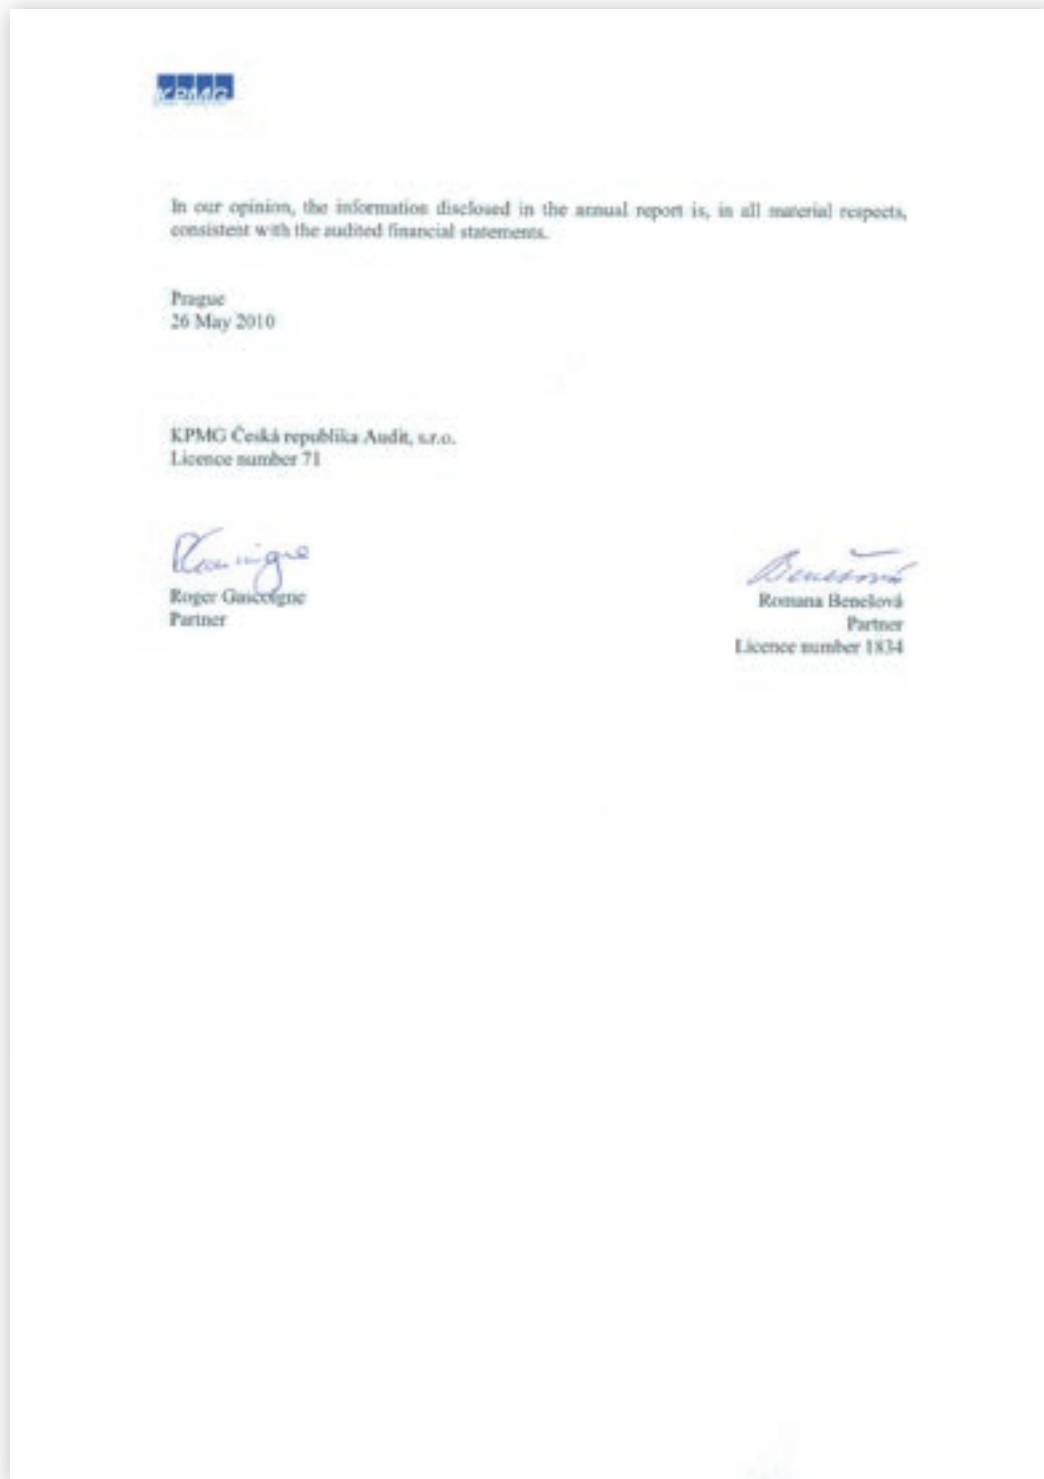 KPMG
In our opinion, the information disclosed in the annual report is, in all material respects,
consistent with the audited financial statements.
Prague
26 May 2010
KPMG Česká republika Audit, s.r.o.
Licence number 71
Roger Gascoigne
Partner
Benešová
Romana Benešová
Partner
Licence number 1834